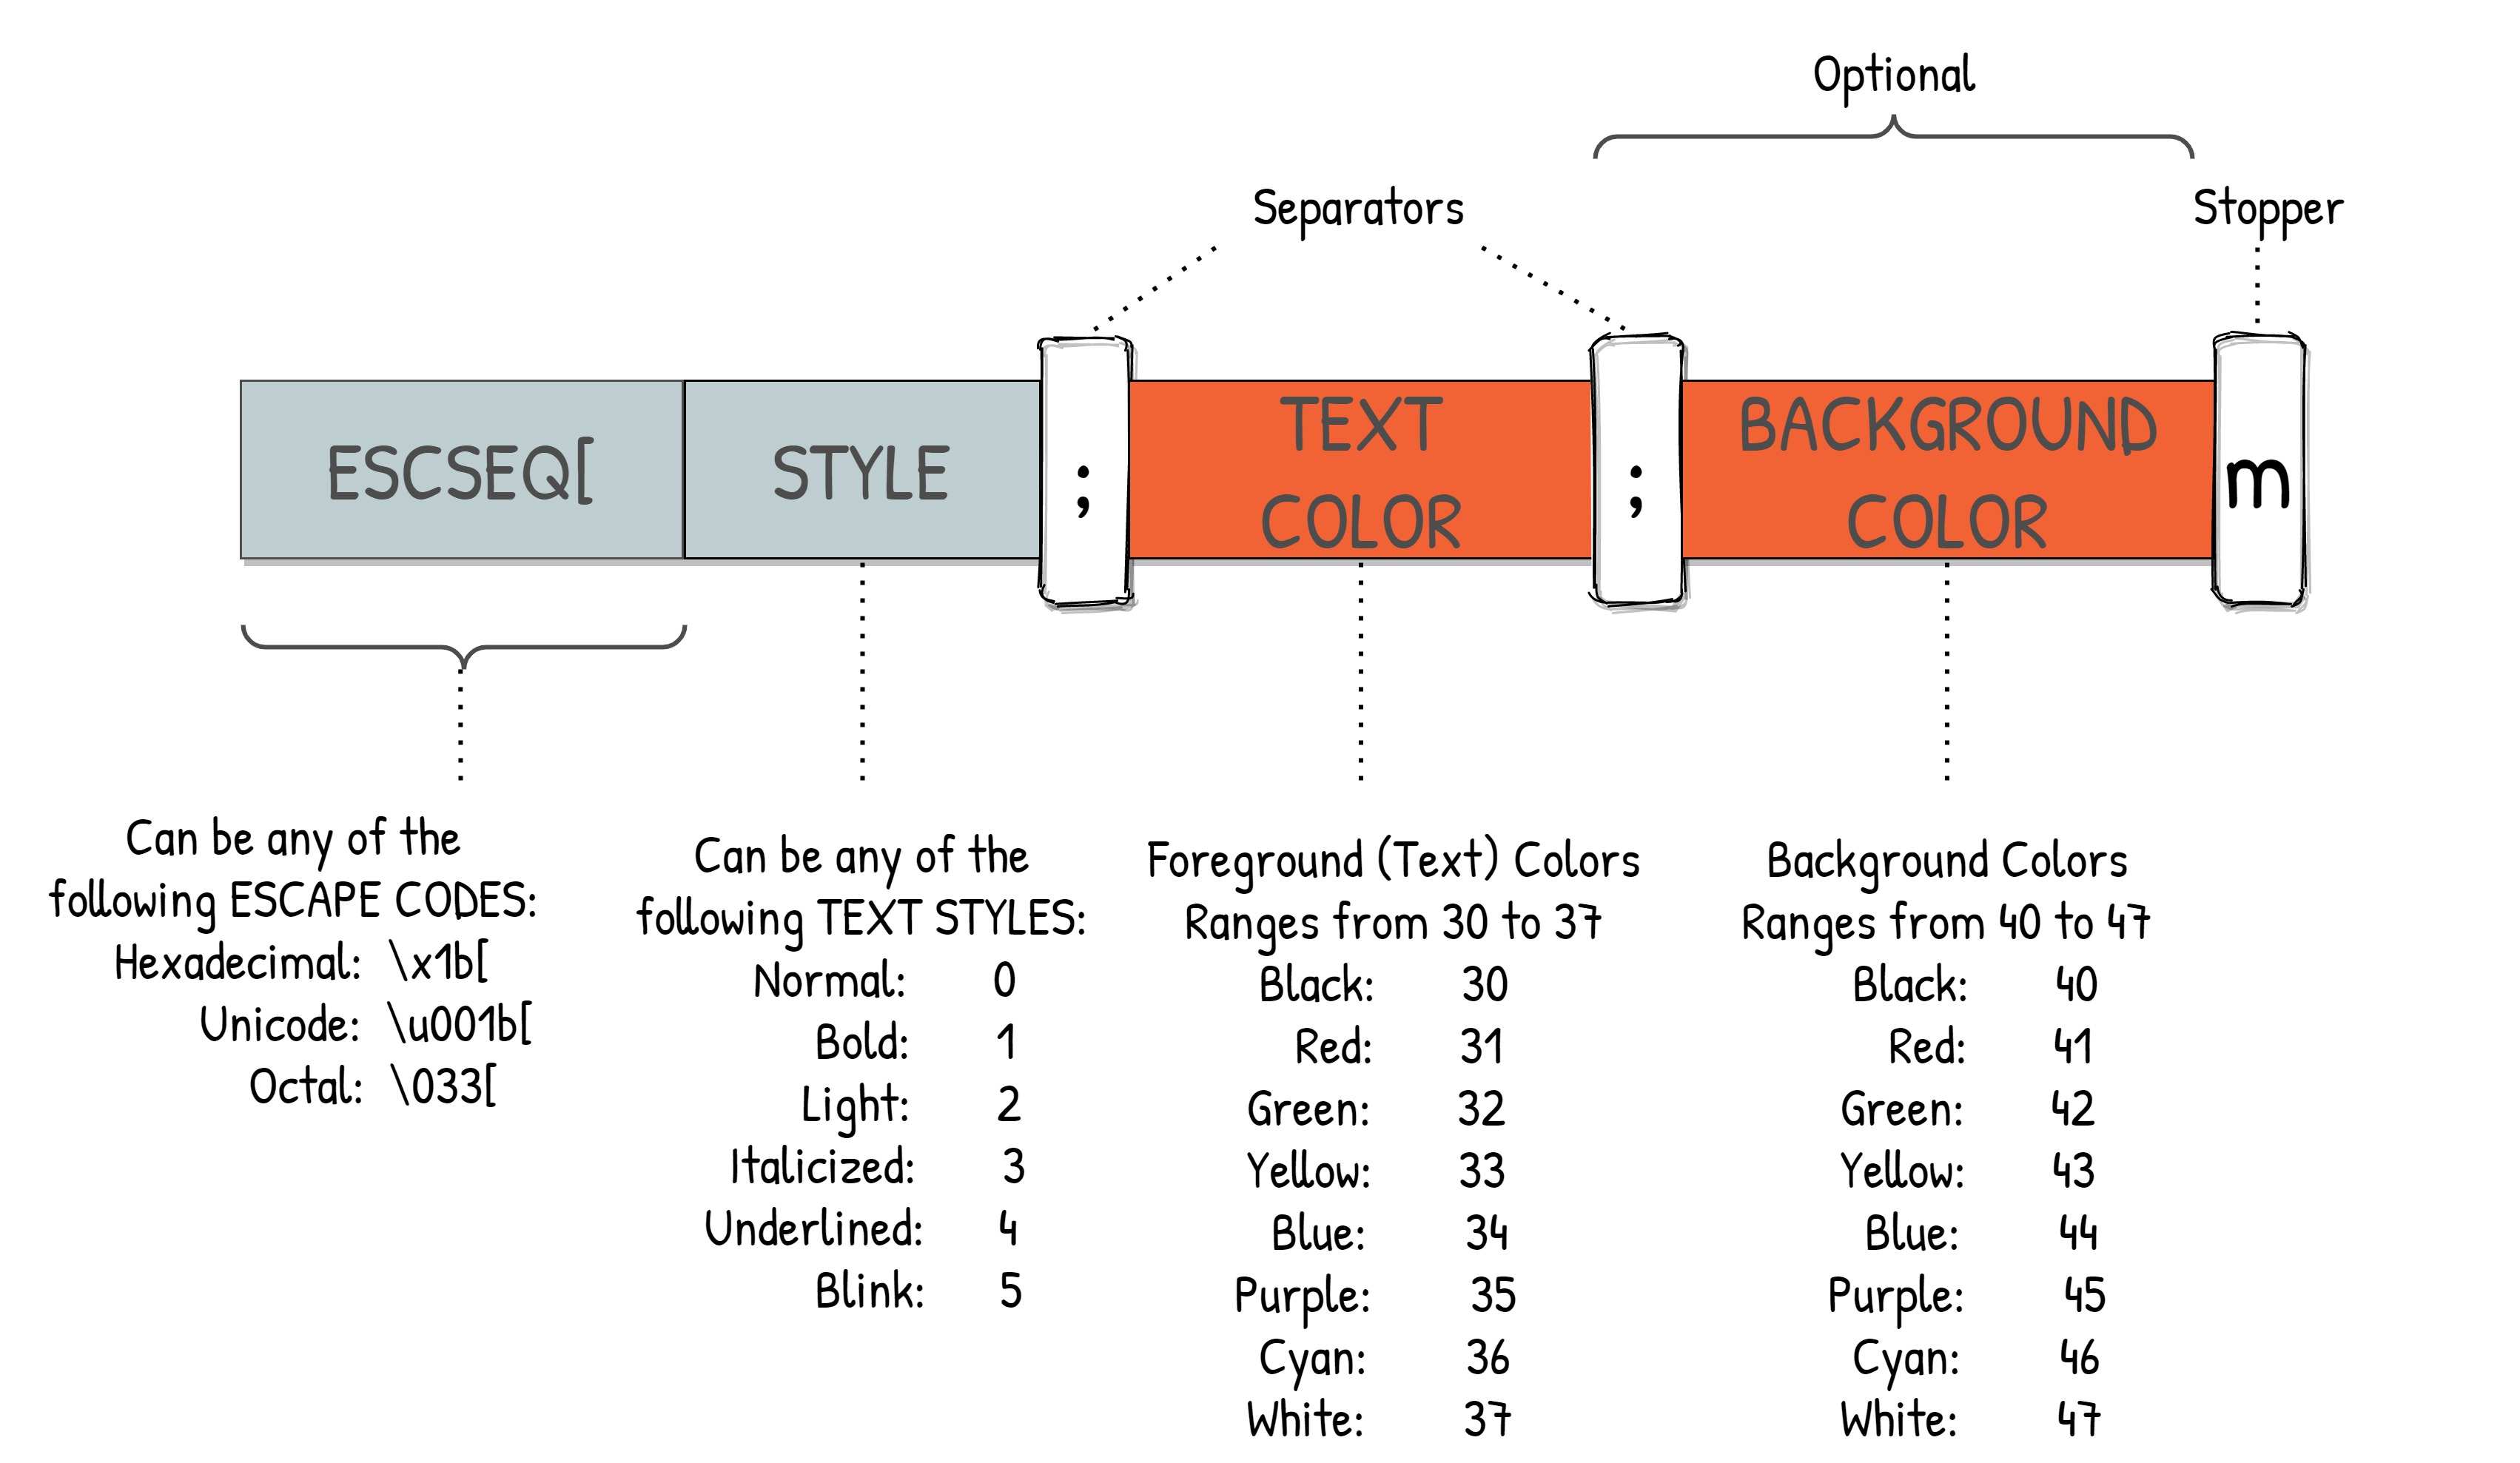 Optional
Separators
Stopper
ESCSEQ[
STYLE
;
TEXT
COLOR
;
BACKGROUND
COLOR
m
Can be any of the
following ESCAPE CODES:
Hexadecimal: \x1b[
Unicode: \u001b[
Octal: \033[
Can be any of the
following TEXT STYLES:
Normal: 0
Bold: 1
Light: 2
Italicized: 3
Underlined: 4
Blink: 5
Foreground (Text) Colors
Ranges from 30 to 37
Black: 30
Red: 31
Green: 32
Yellow: 33
Blue: 34
Purple: 35
Cyan: 36
White: 37
Background Colors
Ranges from 40 to 47
Black: 40
Red: 41
Green: 42
Yellow: 43
Blue: 44
Purple: 45
Cyan: 46
White: 47